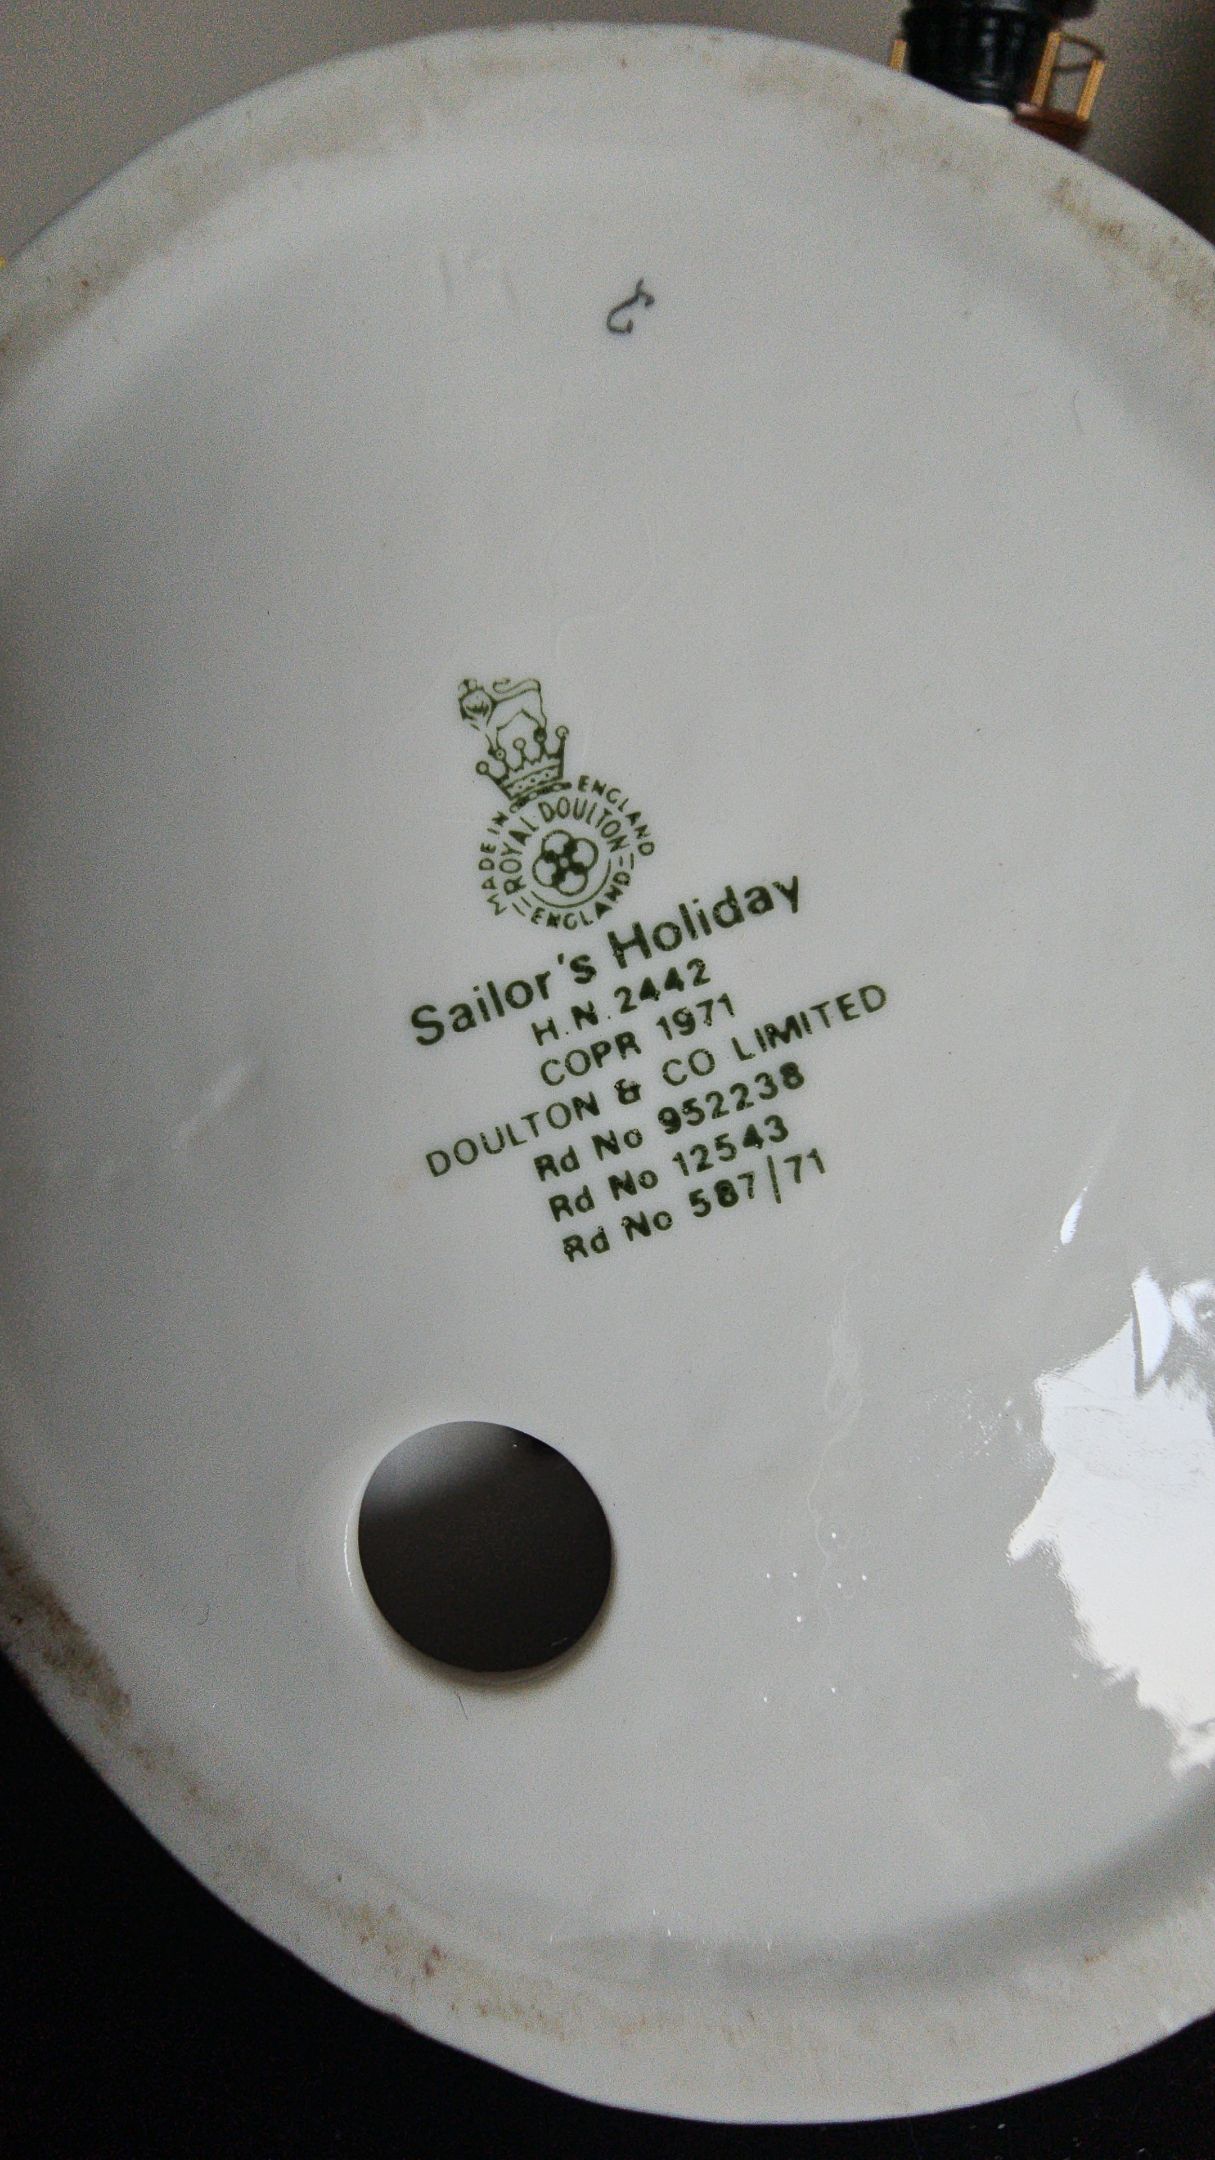 MADE IN ENGLAND
ROYAL DOULTON
ENGLAND
Sailor's Holiday
H.N. 2442
COPR 1971
DOULTON & CO LIMITED
Rd No 952238
Rd No 12543
Rd No 587/71